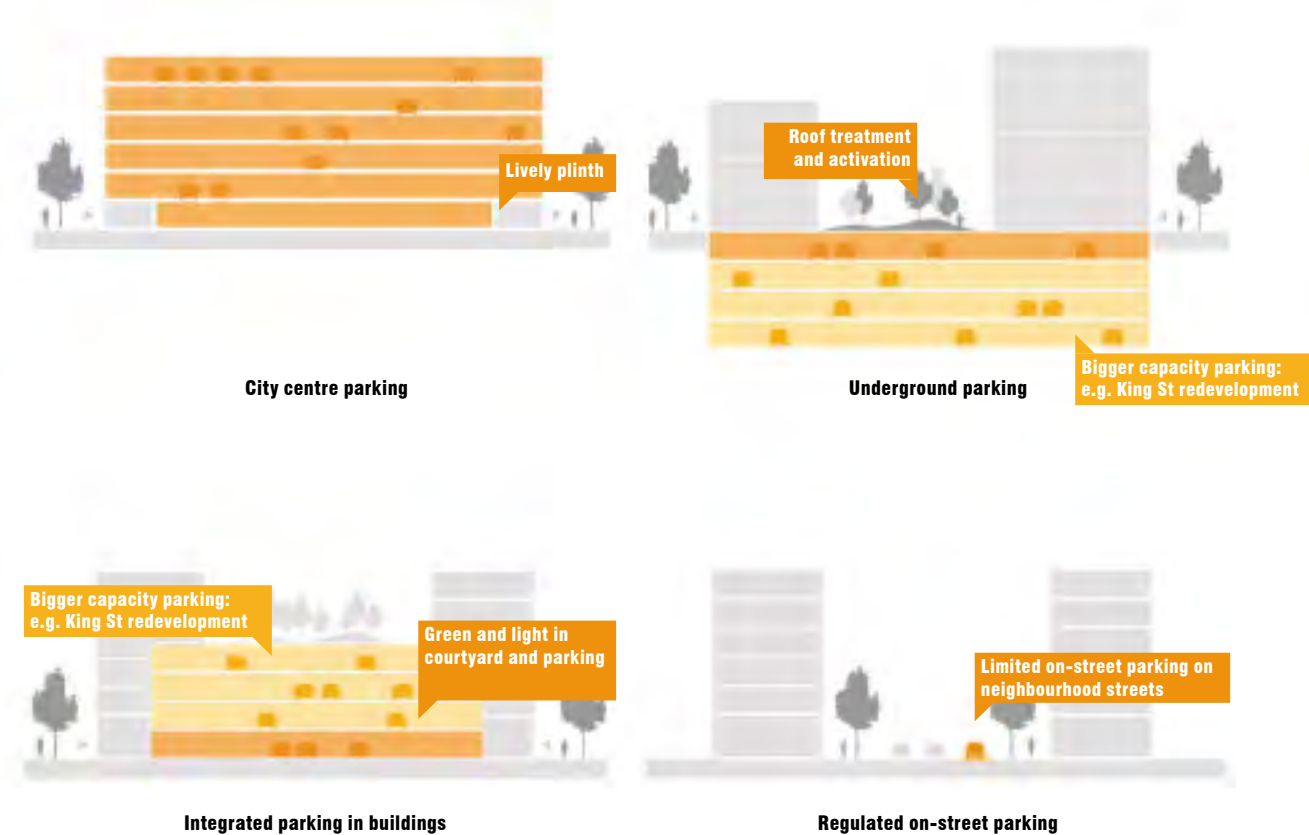 Lively plinth
City centre parking
Roof treatment
and activation
Bigger capacity parking:
e.g. King St redevelopment
Underground parking
Bigger capacity parking:
e.g. King St redevelopment
Green and light in
courtyard and parking
Integrated parking in buildings
Limited on-street parking on
neighbourhood streets
Regulated on-street parking